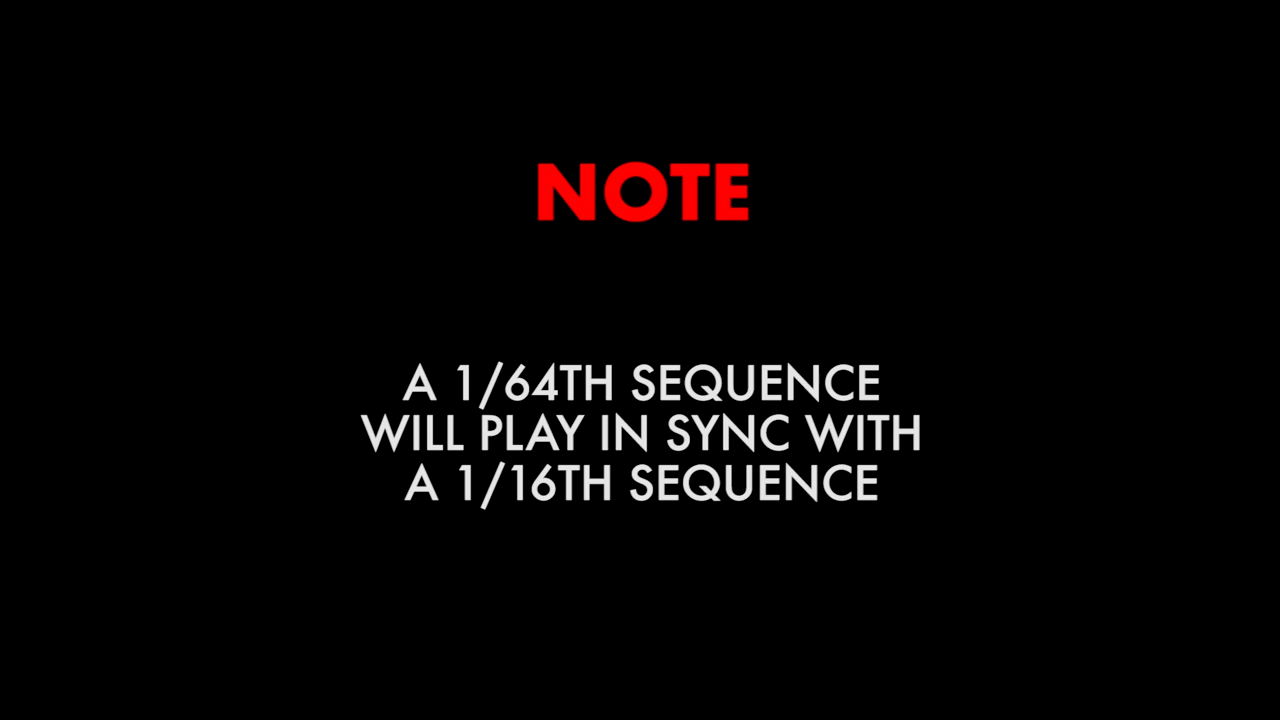 NOTE
A 1/64TH SEQUENCE
WILL PLAY IN SYNC WITH
A 1/16TH SEQUENCE